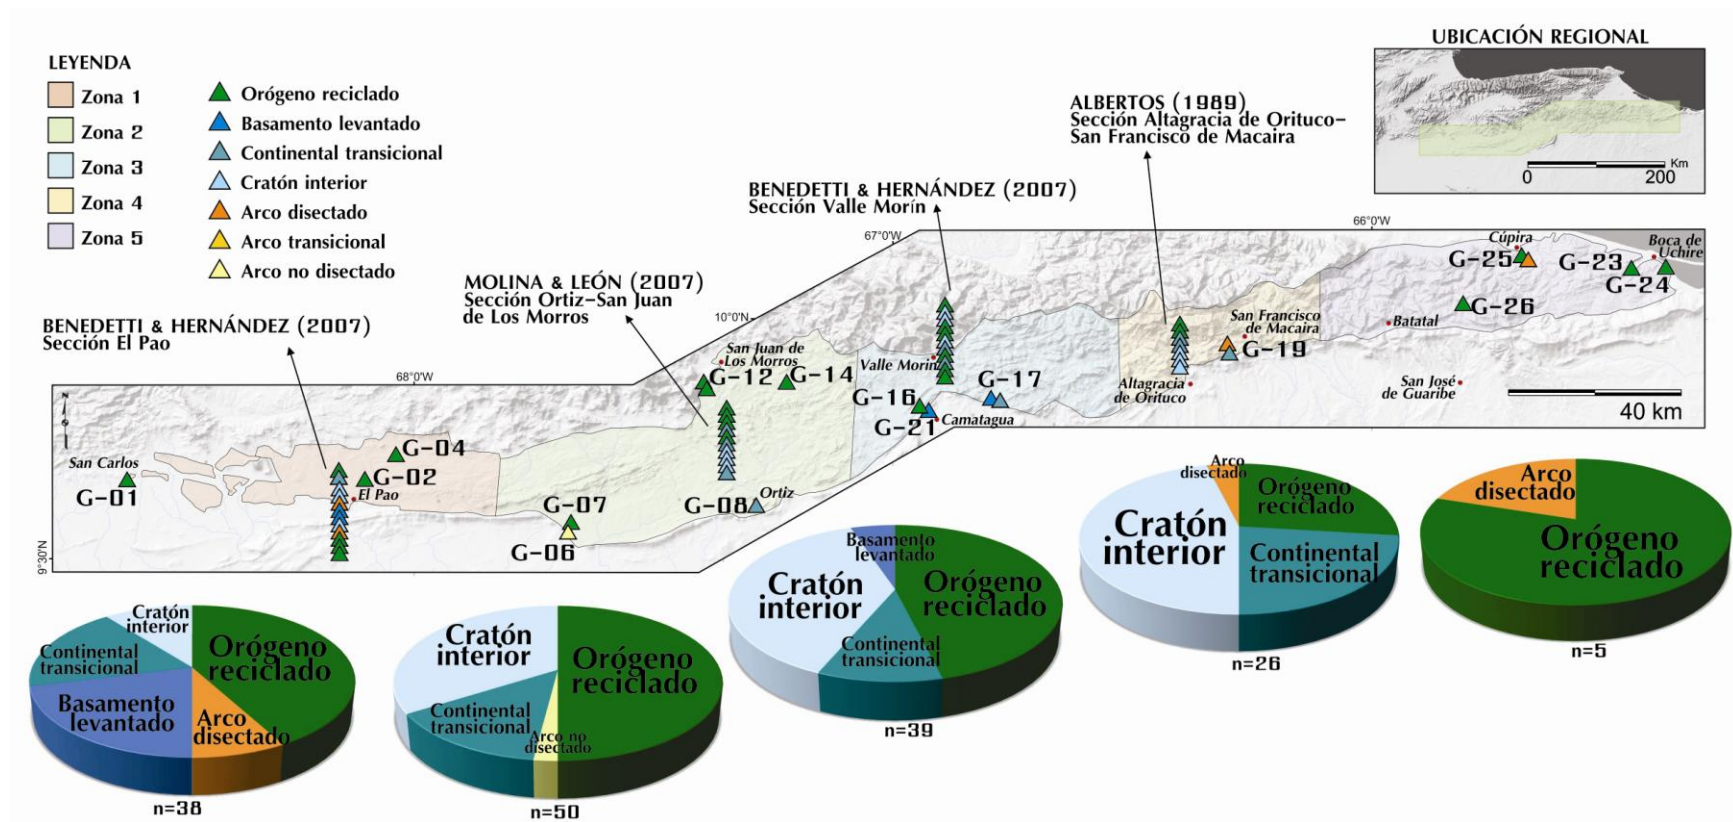 LEYENDA
Zona 1
Zona 2
Zona 3
Zona 4
Zona 5
Orógeno reciclado
Basamento levantado
Continental transicional
Cratón interior
Arco disectado
Arco transicional
Arco no disectado
UBICACIÓN REGIONAL
Km
0 200
BENEDETTI & HERNÁNDEZ (2007)
Sección El Pao
MOLINA & LEÓN (2007)
Sección Ortiz-San Juan
de Los Morros
BENEDETTI & HERNÁNDEZ (2007)
Sección Valle Morín
ALBERTOS (1989)
Sección Altagracia de Orituco-
San Francisco de Macaira
68°0'W
10°0'N
67°0'W
66°0'W
9°30'N
N
San Carlos
G-01
G-04
G-02
El Pao
G-07
G-06
San Juan de
Los Morros
G-12
G-14
G-08
Ortiz
Valle Morin
G-16
G-17
G-21
Camatagua
Altagracia
de Orituco
San Francisco
de Macaira
G-19
Cúpira
G-25
G-23
Boca de
Uchire
G-24
G-26
Batatal
San José
de Guaribe
40 km
Cratón
interior
Orógeno
reciclado
Continental
transicional
Basamento
levantado
Arco
disectado
n=38
Cratón
interior
Orógeno
reciclado
Continental
transicional
Arco no
disectado
n=50
Basamento
levantado
Cratón
interior
Orógeno
reciclado
Continental
transicional
n=39
Arco
disectado
Orógeno
reciclado
Cratón
interior
Continental
transicional
n=26
Arco
disectado
Orógeno
reciclado
n=5